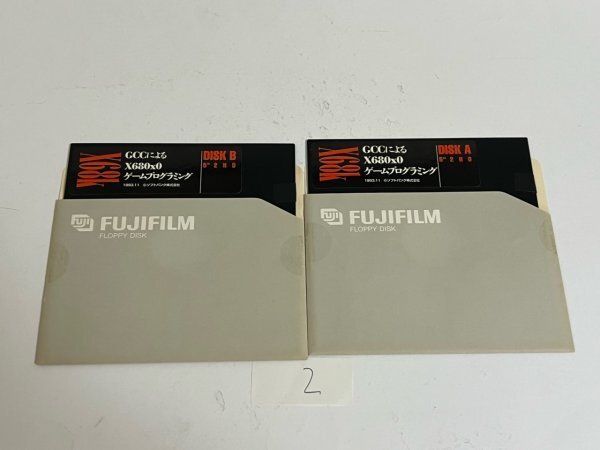 X68K
GCCによる
X680x0
ゲームプログラミング
1993.11 ©ソフトバンク株式会社
DISK B
5" 2HD
FUJI
FUJIFILM
FLOPPY DISK
X68K
GCCによる
X680x0
ゲームプログラミング
1993.11 ©ソフトバンク株式会社
DISK A
5" 2HD
FUJI
FUJIFILM
FLOPPY DISK
2